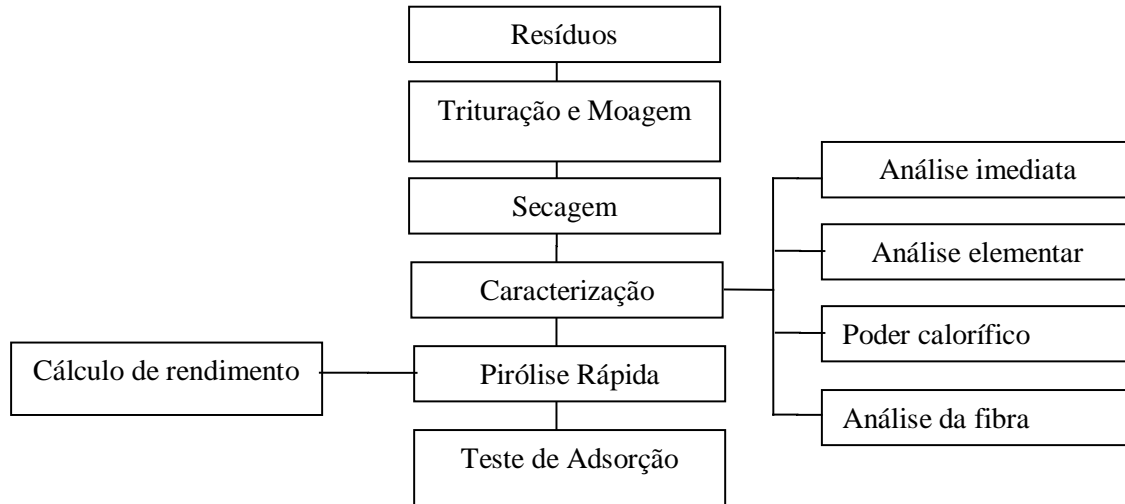 Resíduos
Trituração e Moagem
Secagem
Caracterização
Análise imediata
Análise elementar
Poder calorífico
Análise da fibra
Cálculo de rendimento
Pirólise Rápida
Teste de Adsorção